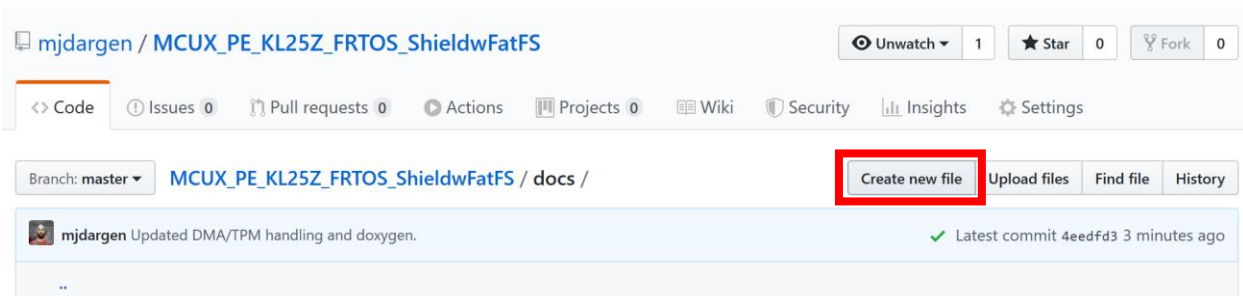 mjdargen / MCUX_PE_KL25Z_FRTOS_ShieldwFatFS Unwatch 1 Star 0 Fork 0
<> Code Issues 0 Pull requests 0 Actions Projects 0 Wiki Security Insights Settings
Branch: master MCUX_PE_KL25Z_FRTOS_ShieldwFatFS / docs / Create new file Upload files Find file History
mjdargen Updated DMA/TPM handling and doxygen. Latest commit 4eedfd3 3 minutes ago
..